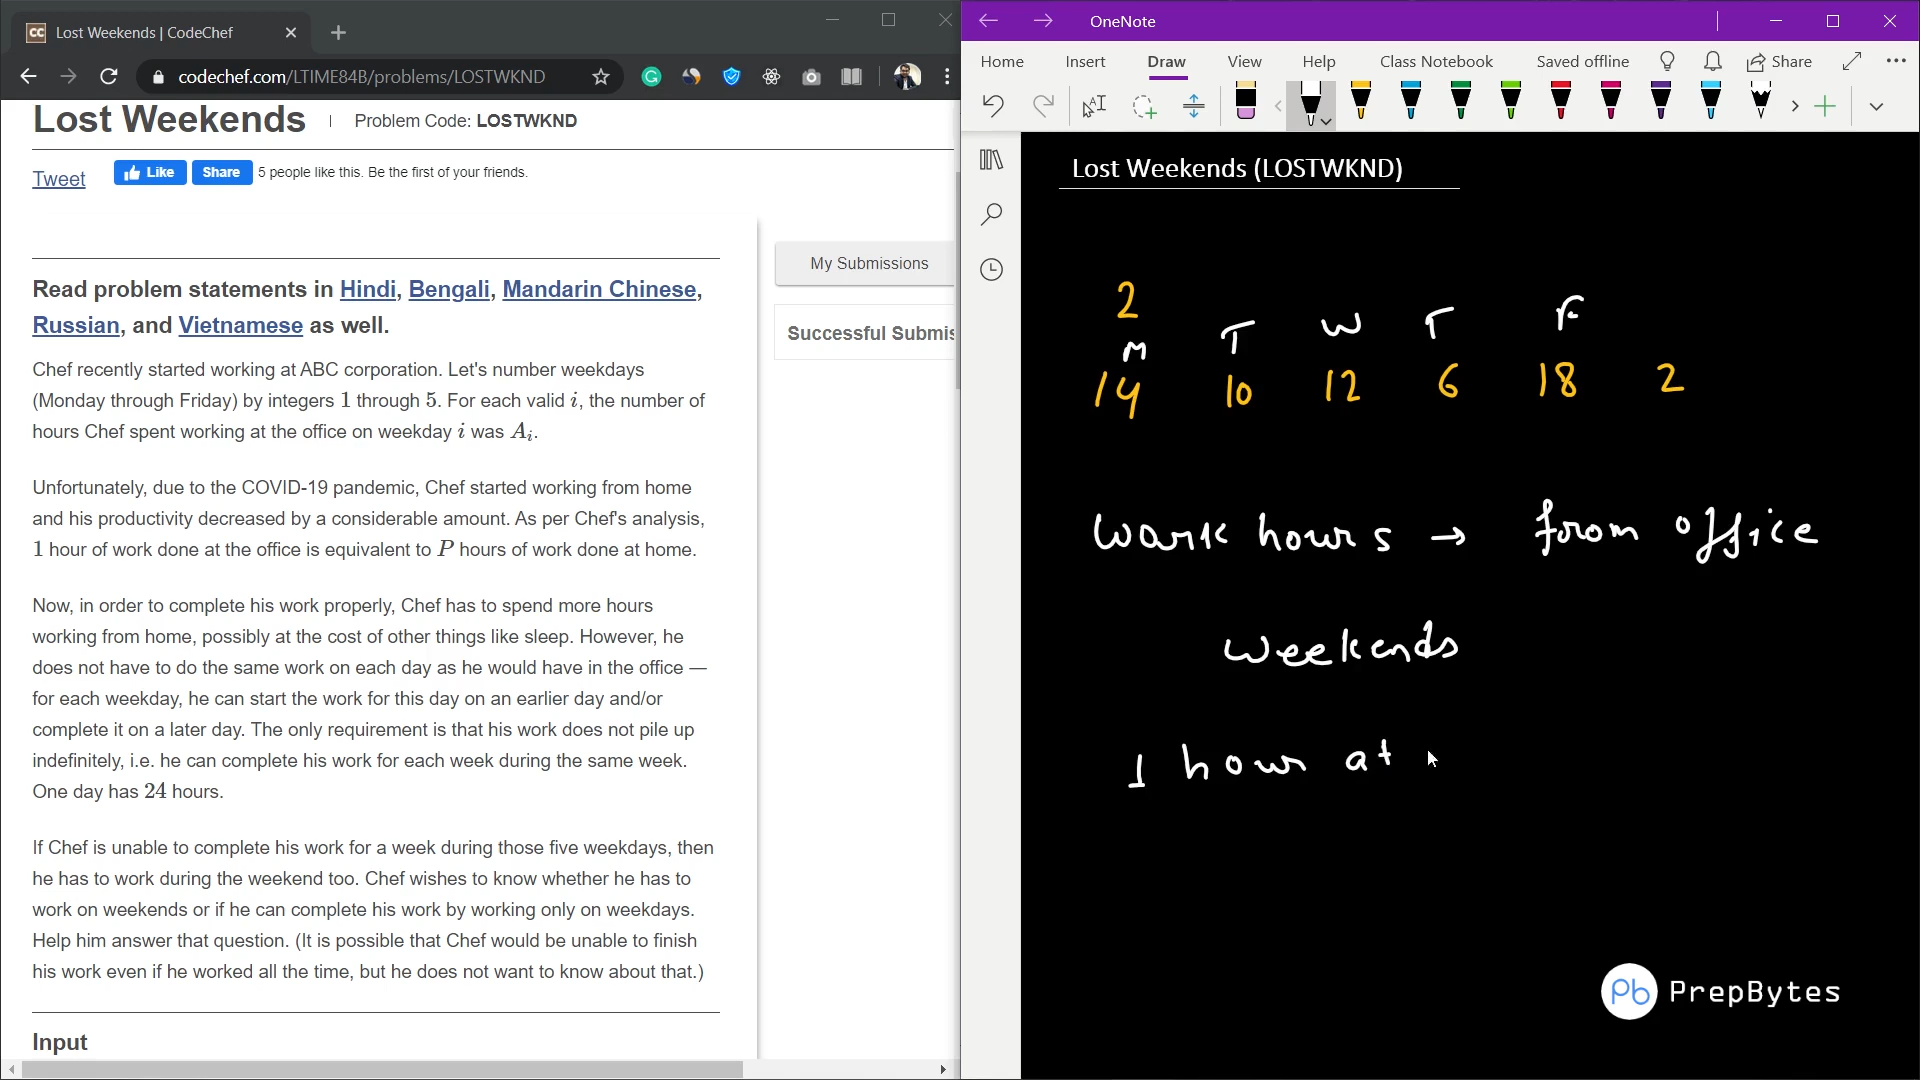 Lost Weekends | CodeChef
codechef.com/LTIME84B/problems/LOSTWKND
Lost Weekends | Problem Code: LOSTWKND
Tweet
Like
Share
5 people like this. Be the first of your friends.
My Submissions
Successful Submis
Read problem statements in Hindi, Bengali, Mandarin Chinese,
Russian, and Vietnamese as well.
Chef recently started working at ABC corporation. Let's number weekdays
(Monday through Friday) by integers 1 through 5. For each valid i, the number of
hours Chef spent working at the office on weekday i was Ai.
Unfortunately, due to the COVID-19 pandemic, Chef started working from home
and his productivity decreased by a considerable amount. As per Chef's analysis,
1 hour of work done at the office is equivalent to P hours of work done at home.
Now, in order to complete his work properly, Chef has to spend more hours
working from home, possibly at the cost of other things like sleep. However, he
does not have to do the same work on each day as he would have in the office —
for each weekday, he can start the work for this day on an earlier day and/or
complete it on a later day. The only requirement is that his work does not pile up
indefinitely, i.e. he can complete his work for each week during the same week.
One day has 24 hours.
If Chef is unable to complete his work for a week during those five weekdays, then
he has to work during the weekend too. Chef wishes to know whether he has to
work on weekends or if he can complete his work by working only on weekdays.
Help him answer that question. (It is possible that Chef would be unable to finish
his work even if he worked all the time, but he does not want to know about that.)
Input
OneNote
Home Insert Draw View Help Class Notebook Saved offline Share
Lost Weekends (LOSTWKND)
2
M T W T F
14 10 12 6 18 2
work hours → from office
weekends
1 hour at
Pb PrepBytes